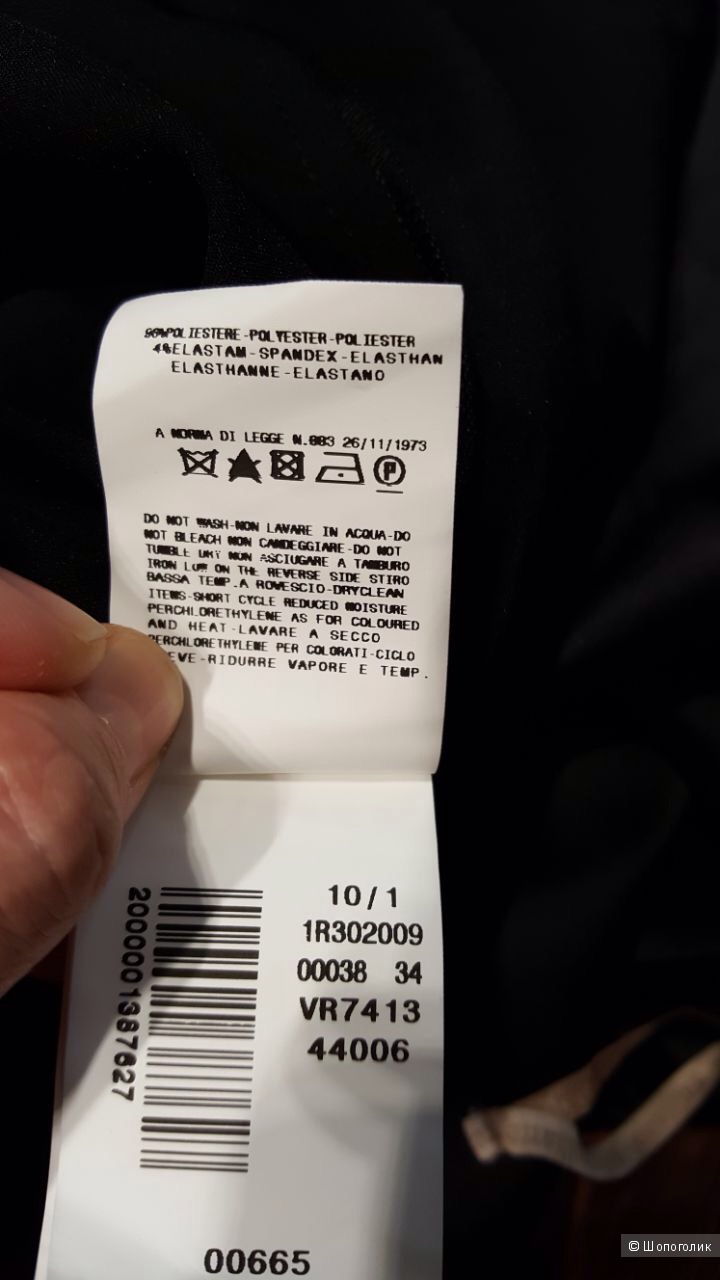 96%POLIESTERE-POLYESTER-POLIESTER
4%ELASTAM-SPANDEX-ELASTHAN
ELASTHANNE-ELASTANO
A NORMA DI LEGGE N.883 26/11/1973
P
DO NOT WASH-NON LAVARE IN ACQUA-DO
NOT BLEACH NON CANDEGGIARE-DO NOT
TUMBLE DRY NON ASCIUGARE A TAMBURO
IRON LOW ON THE REVERSE SIDE STIRO
BASSA TEMP.A ROVESCIO-DRYCLEAN
ITEMS-SHORT CYCLE REDUCED MOISTURE
PERCHLORETHYLENE AS FOR COLOURED
AND HEAT-LAVARE A SECCO
PERCHLORETHYLENE PER COLORATI-CICLO
EVE-RIDURRE VAPORE E TEMP.
2000001387627
10/1
1R302009
00038 34
VR7413
44006
00665
© Шопоголик